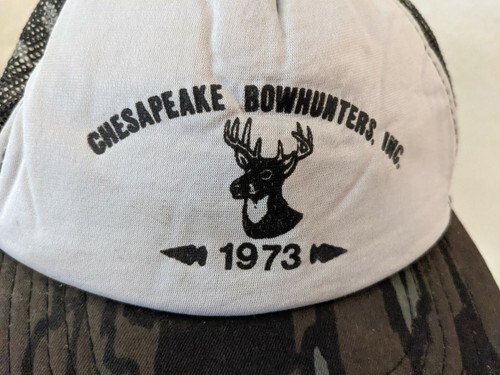 CHESAPEAKE BOWHUNTERS, INC.
1973